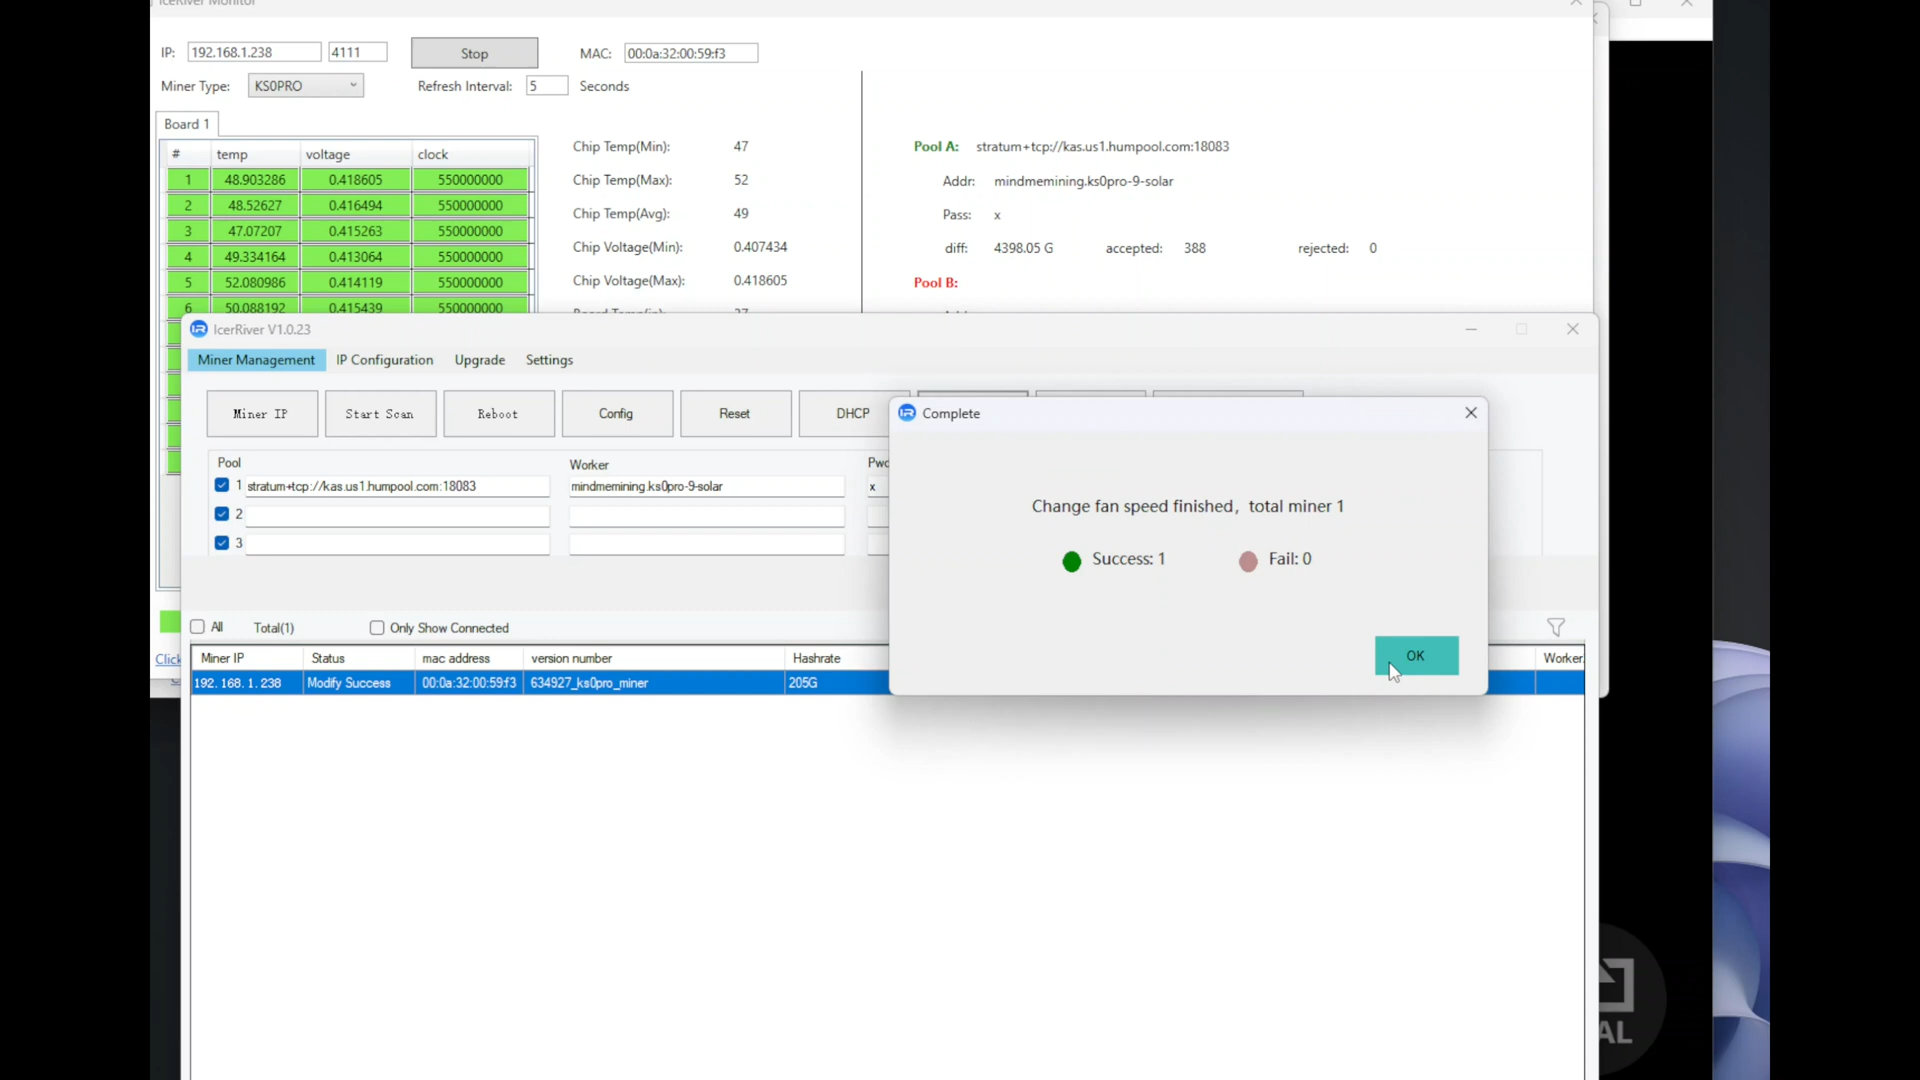 IceRiver Monitor
IP: 192.168.1.238 4111 Stop MAC: 00:0a:32:00:59:f3
Miner Type: KS0PRO Refresh Interval: 5 Seconds
Board 1
# temp voltage clock
1 48.903286 0.418605 550000000
2 48.52627 0.416494 550000000
3 47.07207 0.415263 550000000
4 49.334164 0.413064 550000000
5 52.080986 0.414119 550000000
6 50.088192 0.415439 550000000
Chip Temp(Min): 47
Chip Temp(Max): 52
Chip Temp(Avg): 49
Chip Voltage(Min): 0.407434
Chip Voltage(Max): 0.418605
Pool A: stratum+tcp://kas.us1.humpool.com:18083
Addr: mindmemining.ks0pro-9-solar
Pass: x
diff: 4398.05 G accepted: 388 rejected: 0
Pool B:
IcerRiver V1.0.23
Miner Management IP Configuration Upgrade Settings
Miner IP Start Scan Reboot Config Reset DHCP
Pool Worker Pwd
1 stratum+tcp://kas.us1.humpool.com:18083 mindmemining.ks0pro-9-solar x
2
3
Complete
Change fan speed finished, total miner 1
Success: 1 Fail: 0
OK
All Total(1) Only Show Connected
Click
Miner IP Status mac address version number Hashrate Worker
192.168.1.238 Modify Success 00:0a:32:00:59:f3 634927_ks0pro_miner 205G
AL